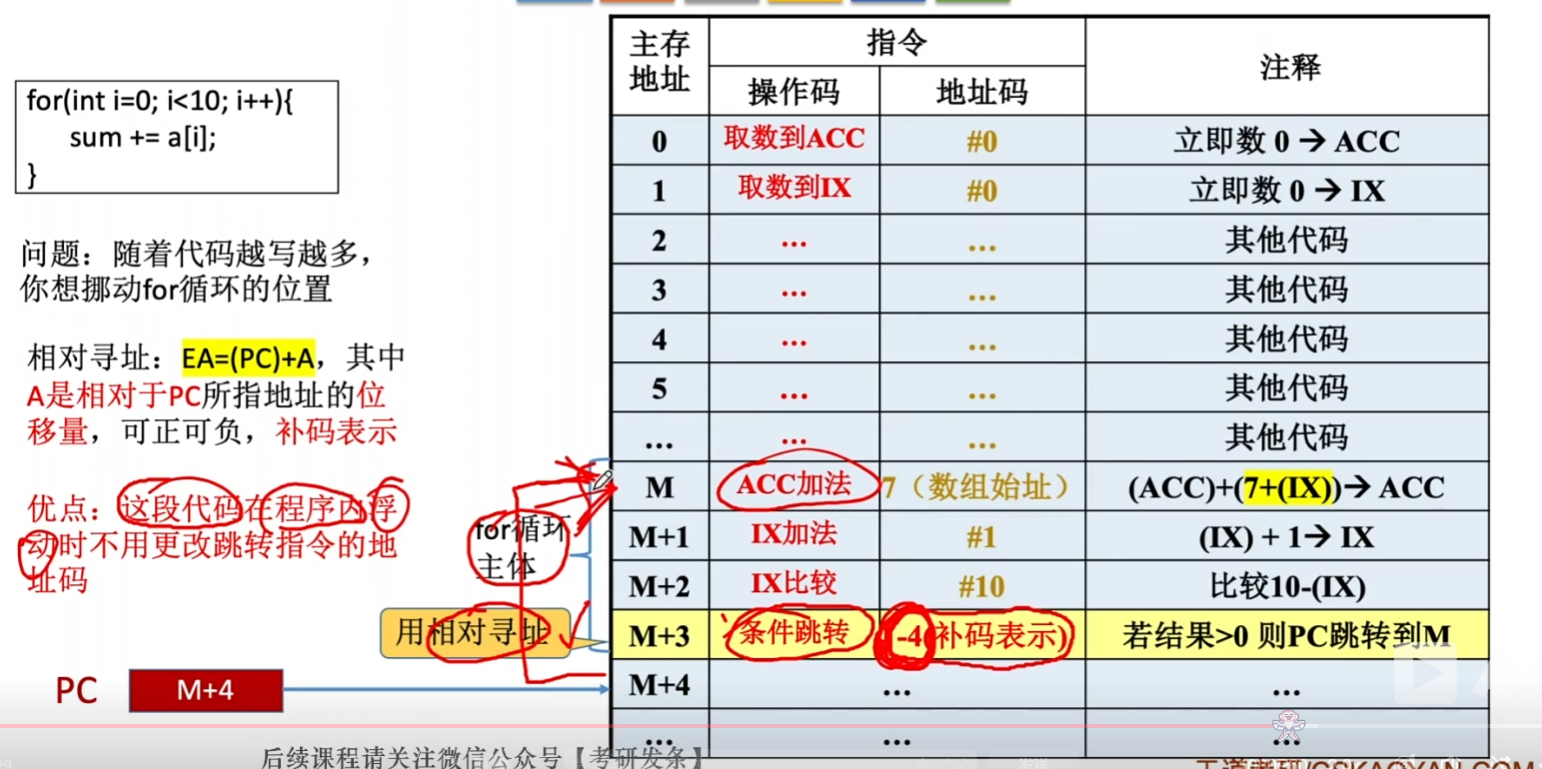 for(int i=0; i<10; i++){
sum += a[i];
}
问题：随着代码越写越多，
你想挪动for循环的位置
相对寻址：EA=(PC)+A，其中
A是相对于PC所指地址的位
移量，可正可负，补码表示
优点：这段代码在程序内浮
动时不用更改跳转指令的地
址码
for循环
主体
用相对寻址
PC M+4
主存地址 指令 注释
操作码 地址码
0 取数到ACC #0 立即数 0 → ACC
1 取数到IX #0 立即数 0 → IX
2 … … 其他代码
3 … … 其他代码
4 … … 其他代码
5 … … 其他代码
… … … 其他代码
M ACC加法 7（数组始址） (ACC)+(7+(IX))→ ACC
M+1 IX加法 #1 (IX) + 1→ IX
M+2 IX比较 #10 比较10-(IX)
M+3 条件跳转 -4(补码表示) 若结果>0 则PC跳转到M
M+4 … …
… … …
后续课程请关注微信公众号【考研发条】